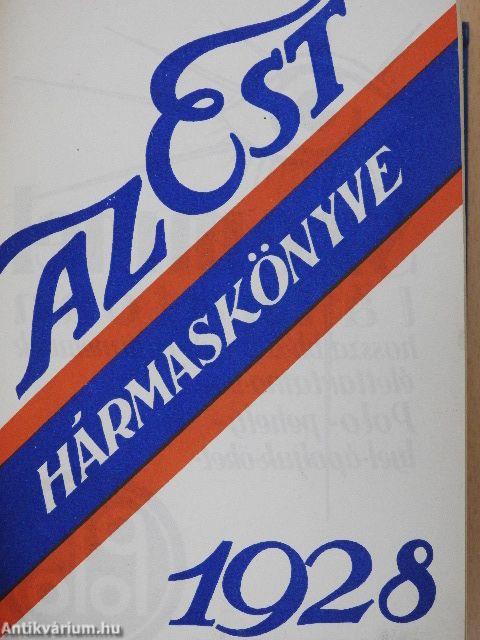 AZ EST
HÁRMASKÖNYVE
1928
Antikvárium.hu